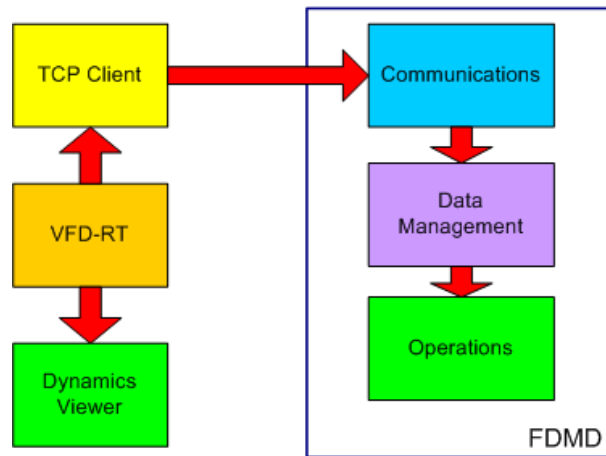 TCP Client
Communications
VFD-RT
Data
Management
Dynamics
Viewer
Operations
FDMD